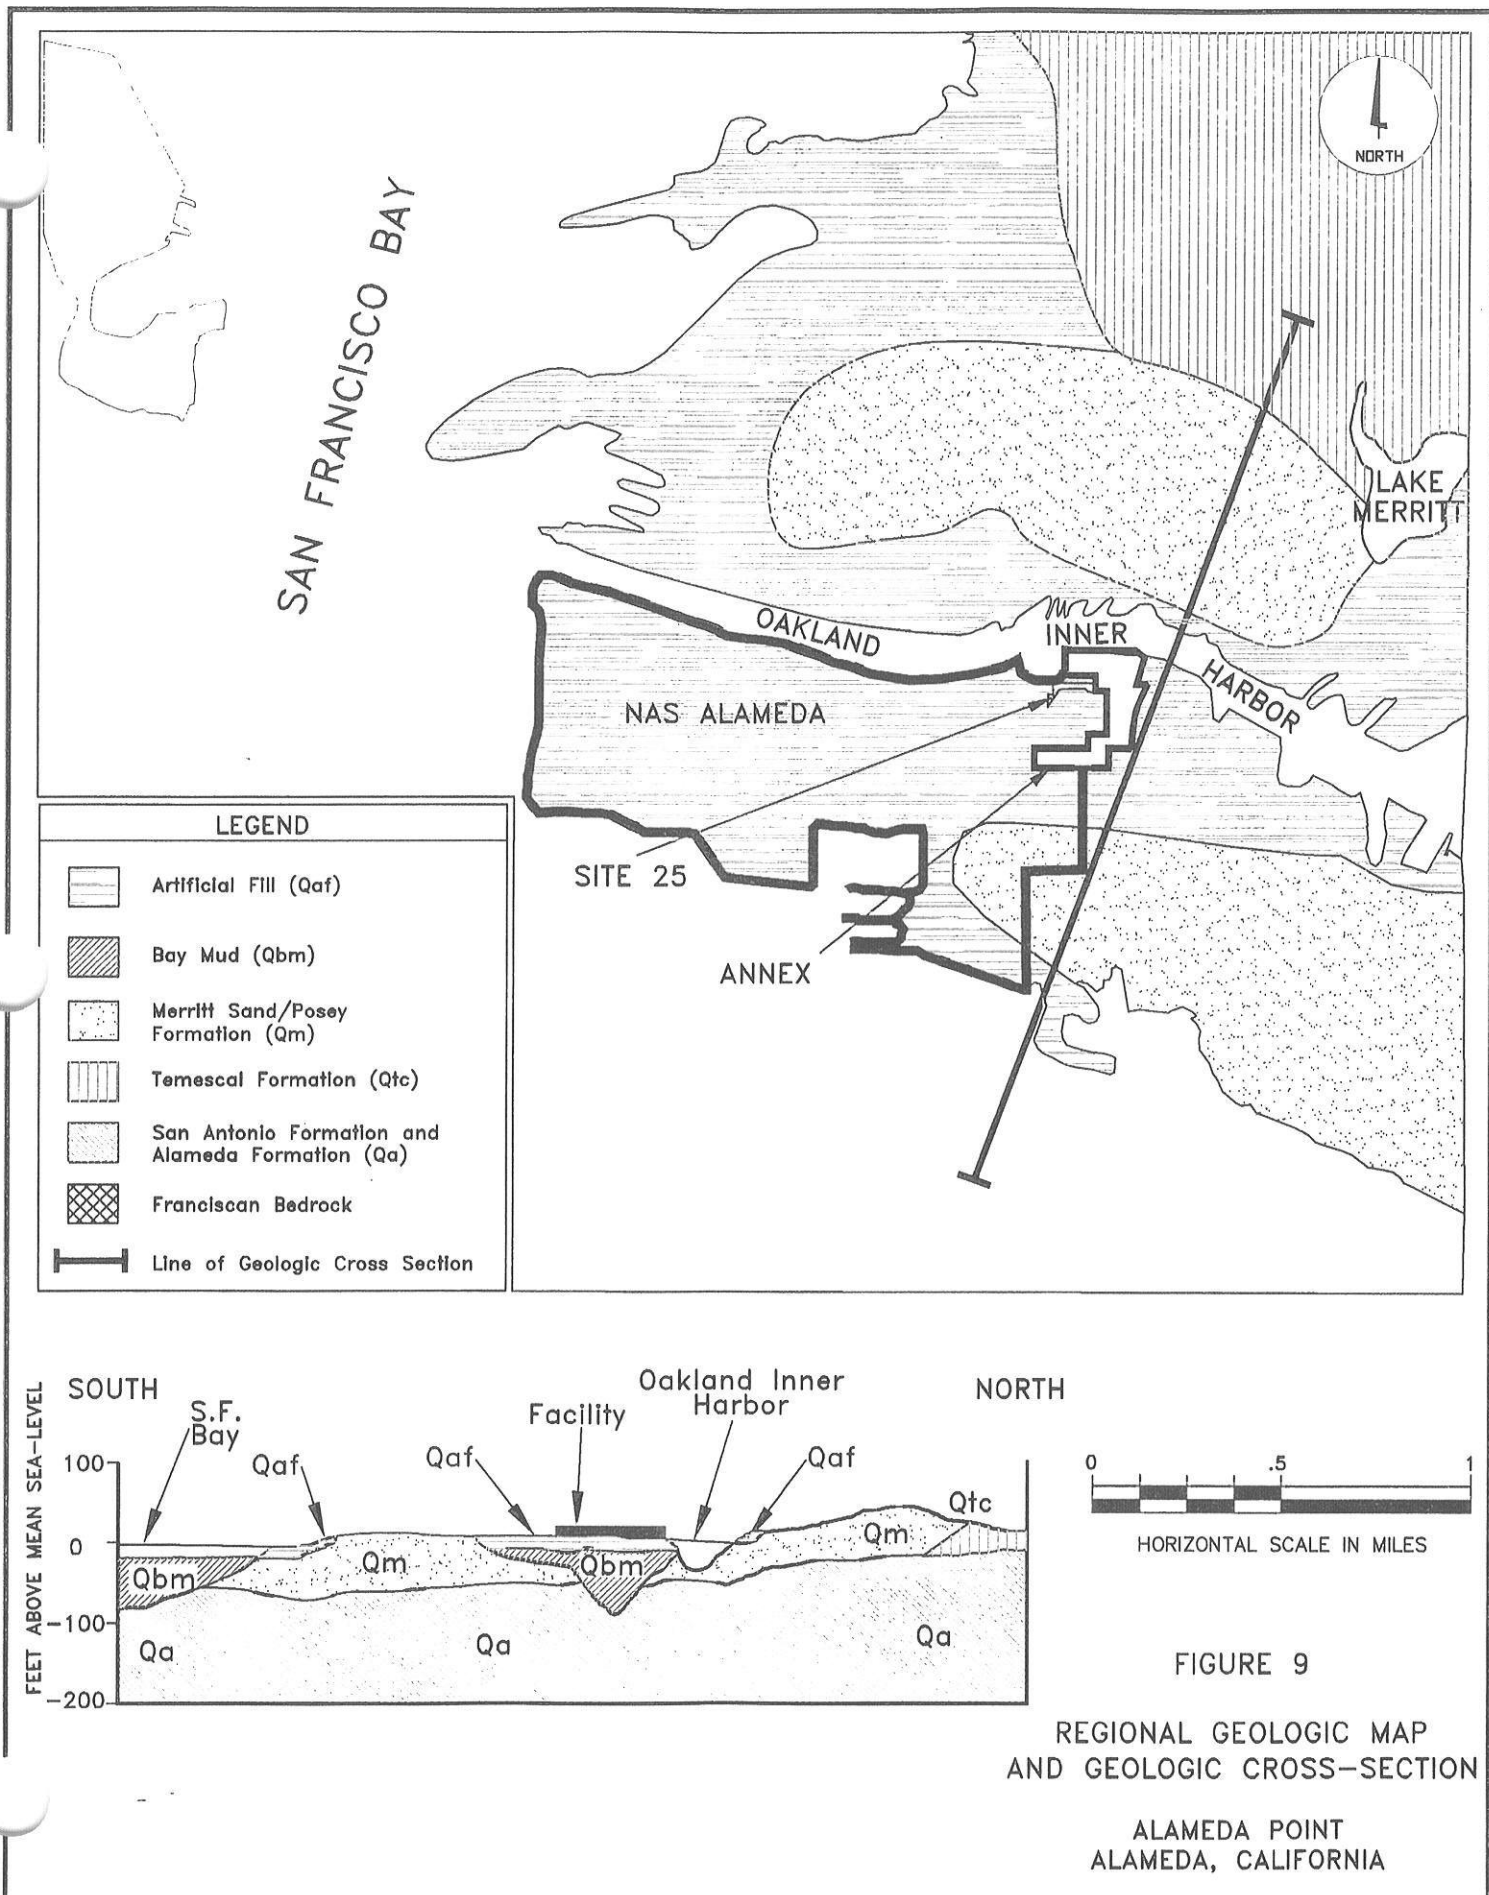 NORTH
SAN FRANCISCO BAY
LAKE
MERRITT
OAKLAND
INNER
HARBOR
NAS ALAMEDA
SITE 25
ANNEX
LEGEND
Artificial Fill (Qaf)
Bay Mud (Qbm)
Merritt Sand/Posey
Formation (Qm)
Temescal Formation (Qtc)
San Antonio Formation and
Alameda Formation (Qa)
Franciscan Bedrock
Line of Geologic Cross Section
SOUTH
NORTH
S.F.
Bay
Qaf
Qaf
Facility
Oakland Inner
Harbor
Qaf
FEET ABOVE MEAN SEA-LEVEL
100
0
-100
-200
Qbm
Qm
Qbm
Qm
Qtc
Qa
Qa
Qa
0
.5
1
HORIZONTAL SCALE IN MILES
FIGURE 9
REGIONAL GEOLOGIC MAP
AND GEOLOGIC CROSS-SECTION
ALAMEDA POINT
ALAMEDA, CALIFORNIA